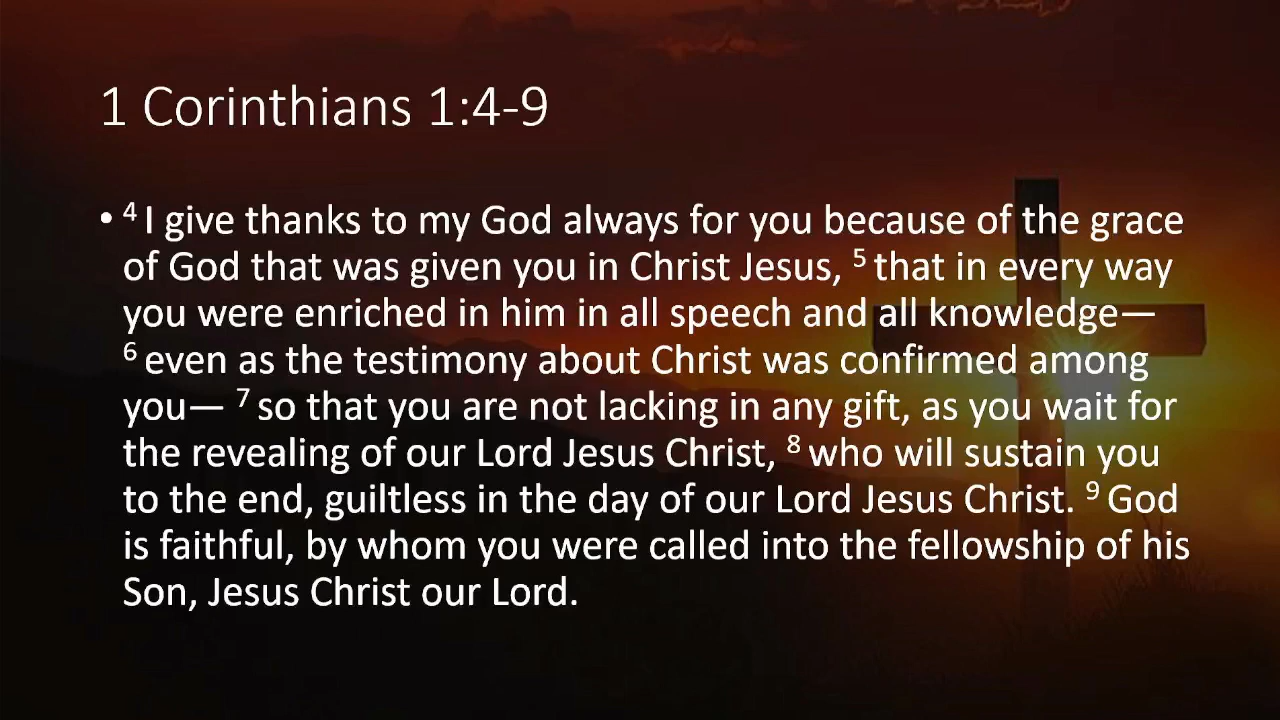 1 Corinthians 1:4-9
• ⁴ I give thanks to my God always for you because of the grace
of God that was given you in Christ Jesus, ⁵ that in every way
you were enriched in him in all speech and all knowledge—
⁶ even as the testimony about Christ was confirmed among
you— ⁷ so that you are not lacking in any gift, as you wait for
the revealing of our Lord Jesus Christ, ⁸ who will sustain you
to the end, guiltless in the day of our Lord Jesus Christ. ⁹ God
is faithful, by whom you were called into the fellowship of his
Son, Jesus Christ our Lord.